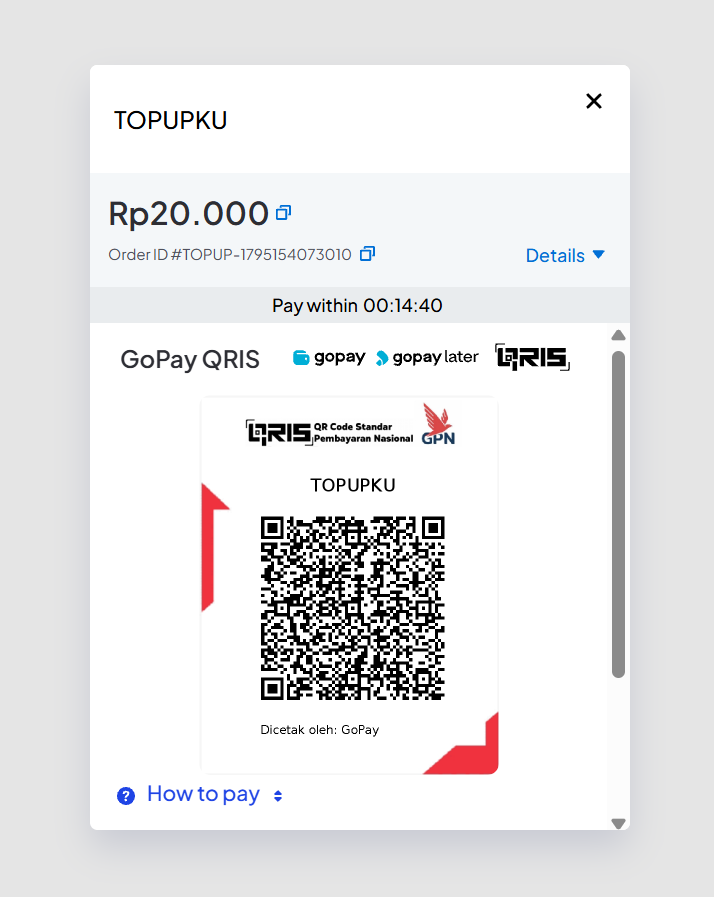 TOPUPKU
Rp20.000
Order ID #TOPUP-1795154073010
Details
Pay within 00:14:40
GoPay QRIS
gopay gopay later QRIS
QRIS QR Code Standar
Pembayaran Nasional
GPN
TOPUPKU
Dicetak oleh: GoPay
? How to pay